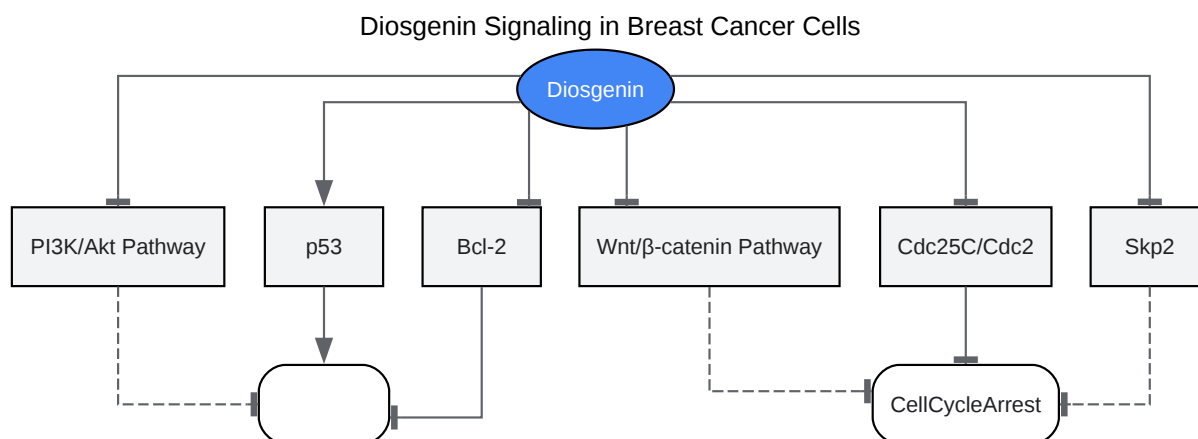 Diosgenin Signaling in Breast Cancer Cells
Diosgenin
PI3K/Akt Pathway
p53
Bcl-2
Wnt/β-catenin Pathway
Cdc25C/Cdc2
Skp2
CellCycleArrest